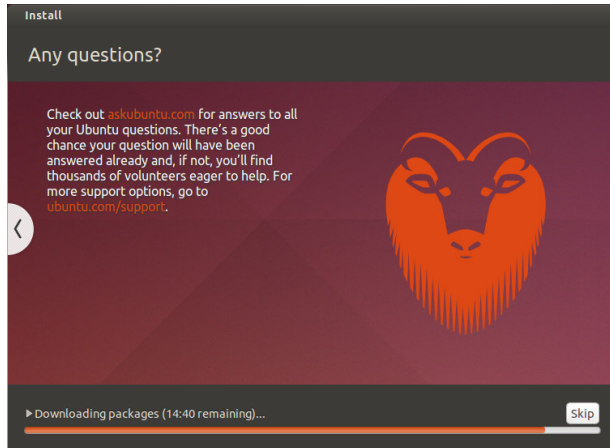 Install
Any questions?
Check out askubuntu.com for answers to all
your Ubuntu questions. There's a good
chance your question will have been
answered already and, if not, you'll find
thousands of volunteers eager to help. For
more support options, go to
ubuntu.com/support.
Downloading packages (14:40 remaining)...
Skip